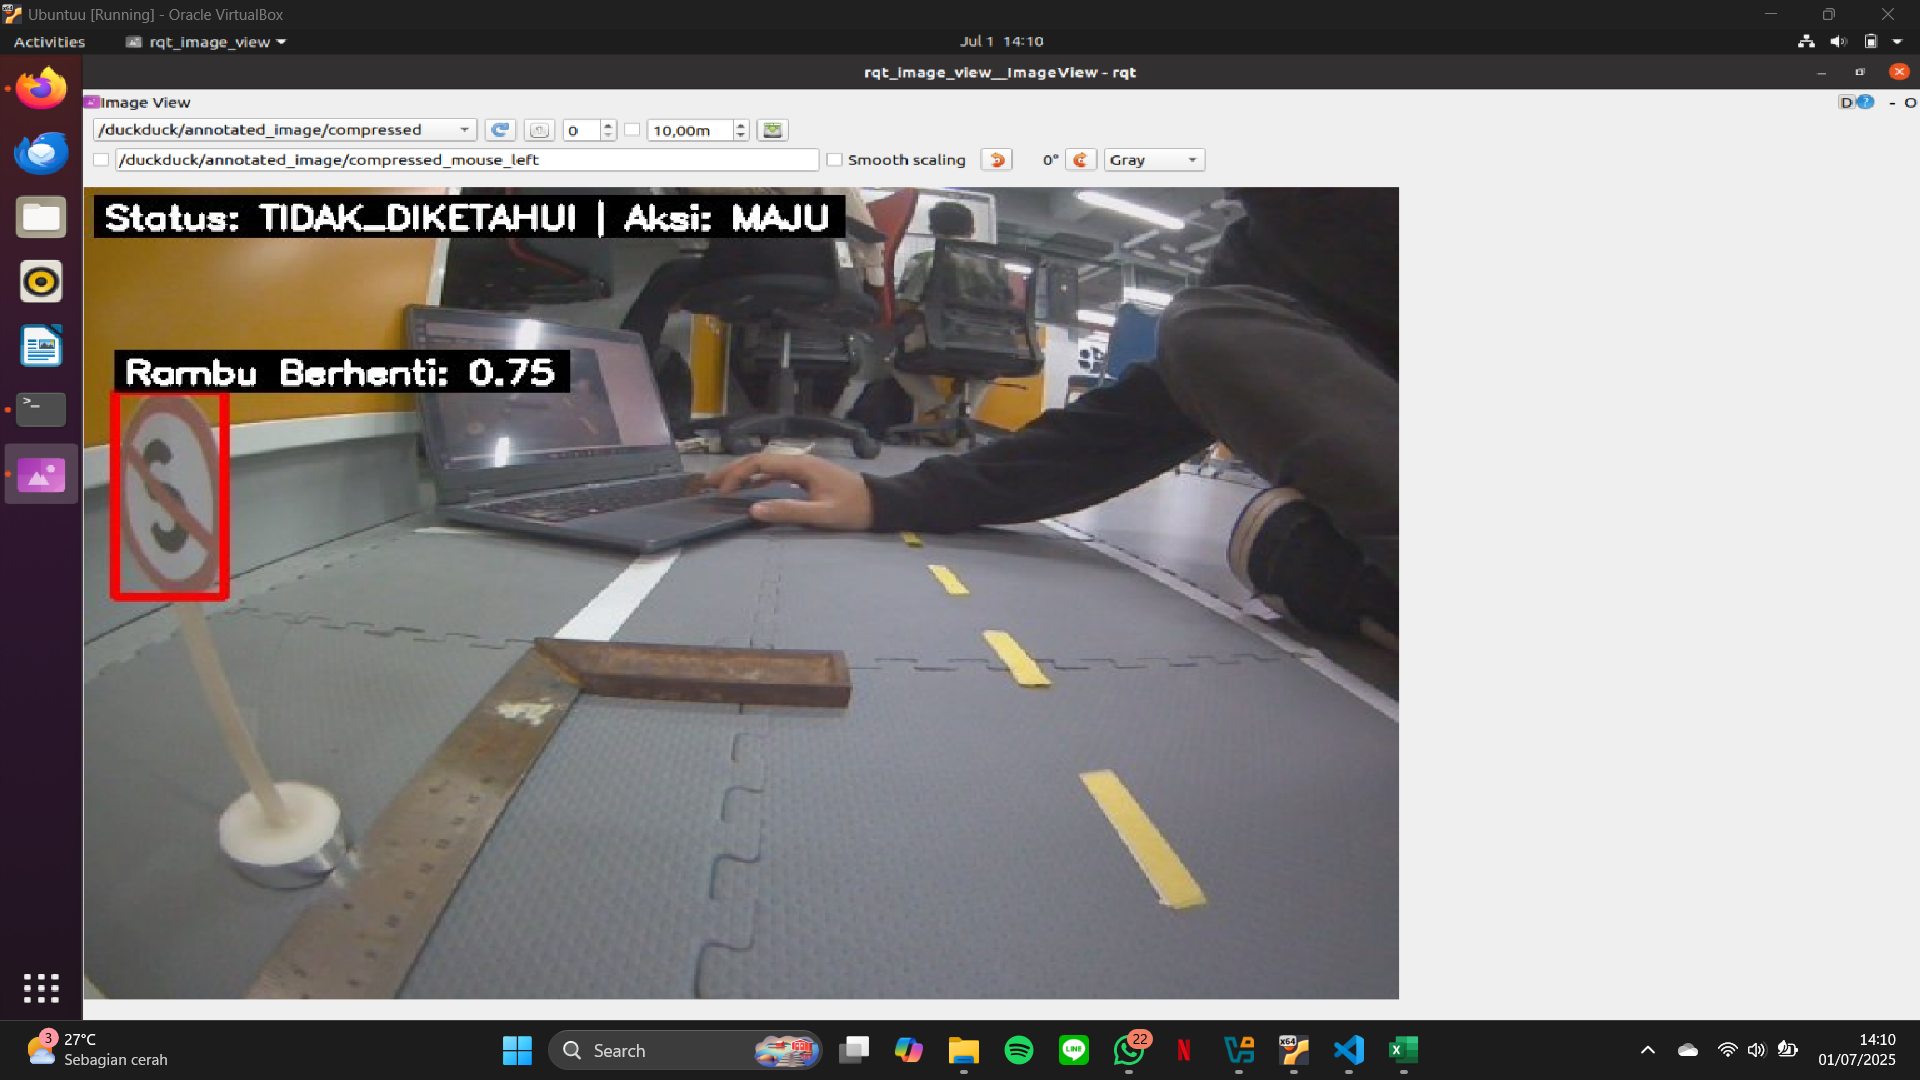 Ubuntuu [Running] - Oracle VirtualBox
Activities
rqt_image_view
Jul 1 14:10
rqt_image_view__ImageView - rqt
Image View
D
- O
/duckduck/annotated_image/compressed
0
10,00m
/duckduck/annotated_image/compressed_mouse_left
Smooth scaling
0°
Gray
Status: TIDAK_DIKETAHUI | Aksi: MAJU
Rambu Berhenti: 0.75
S
3
27°C
Sebagian cerah
Search
LINE
22
N
X64
X
14:10
01/07/2025